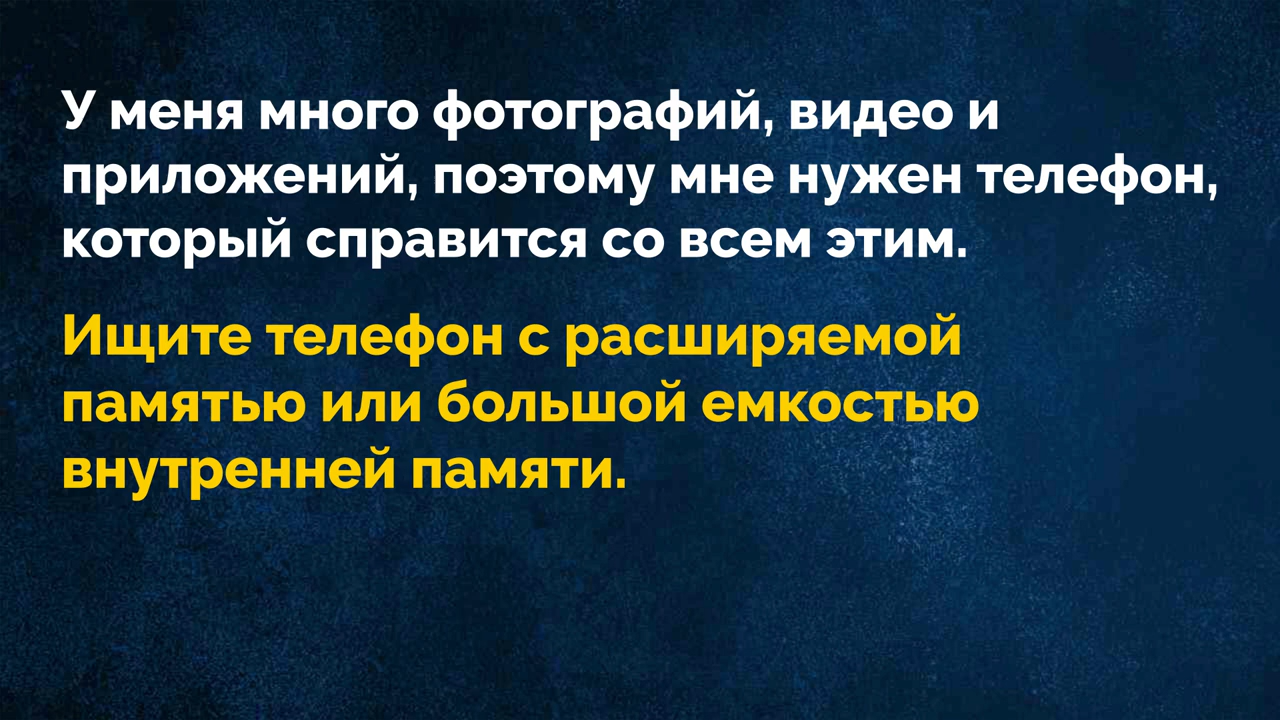 У меня много фотографий, видео и
приложений, поэтому мне нужен телефон,
который справится со всем этим.
Ищите телефон с расширяемой
памятью или большой емкостью
внутренней памяти.